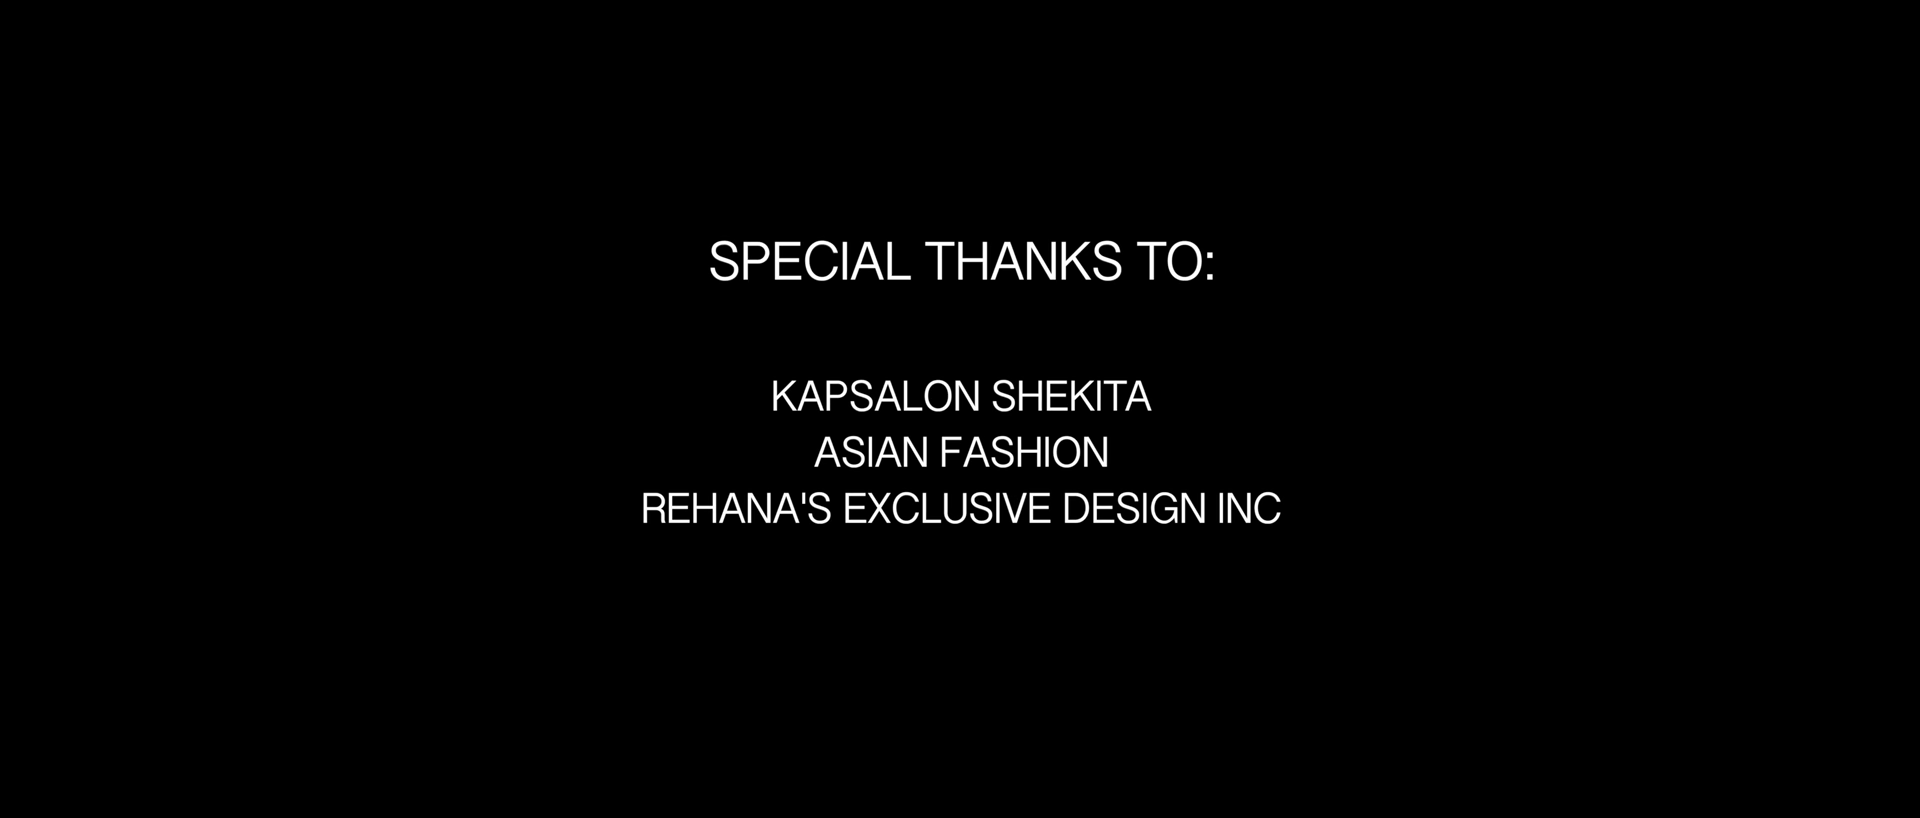 SPECIAL THANKS TO:
KAPSALON SHEKITA
ASIAN FASHION
REHANA'S EXCLUSIVE DESIGN INC